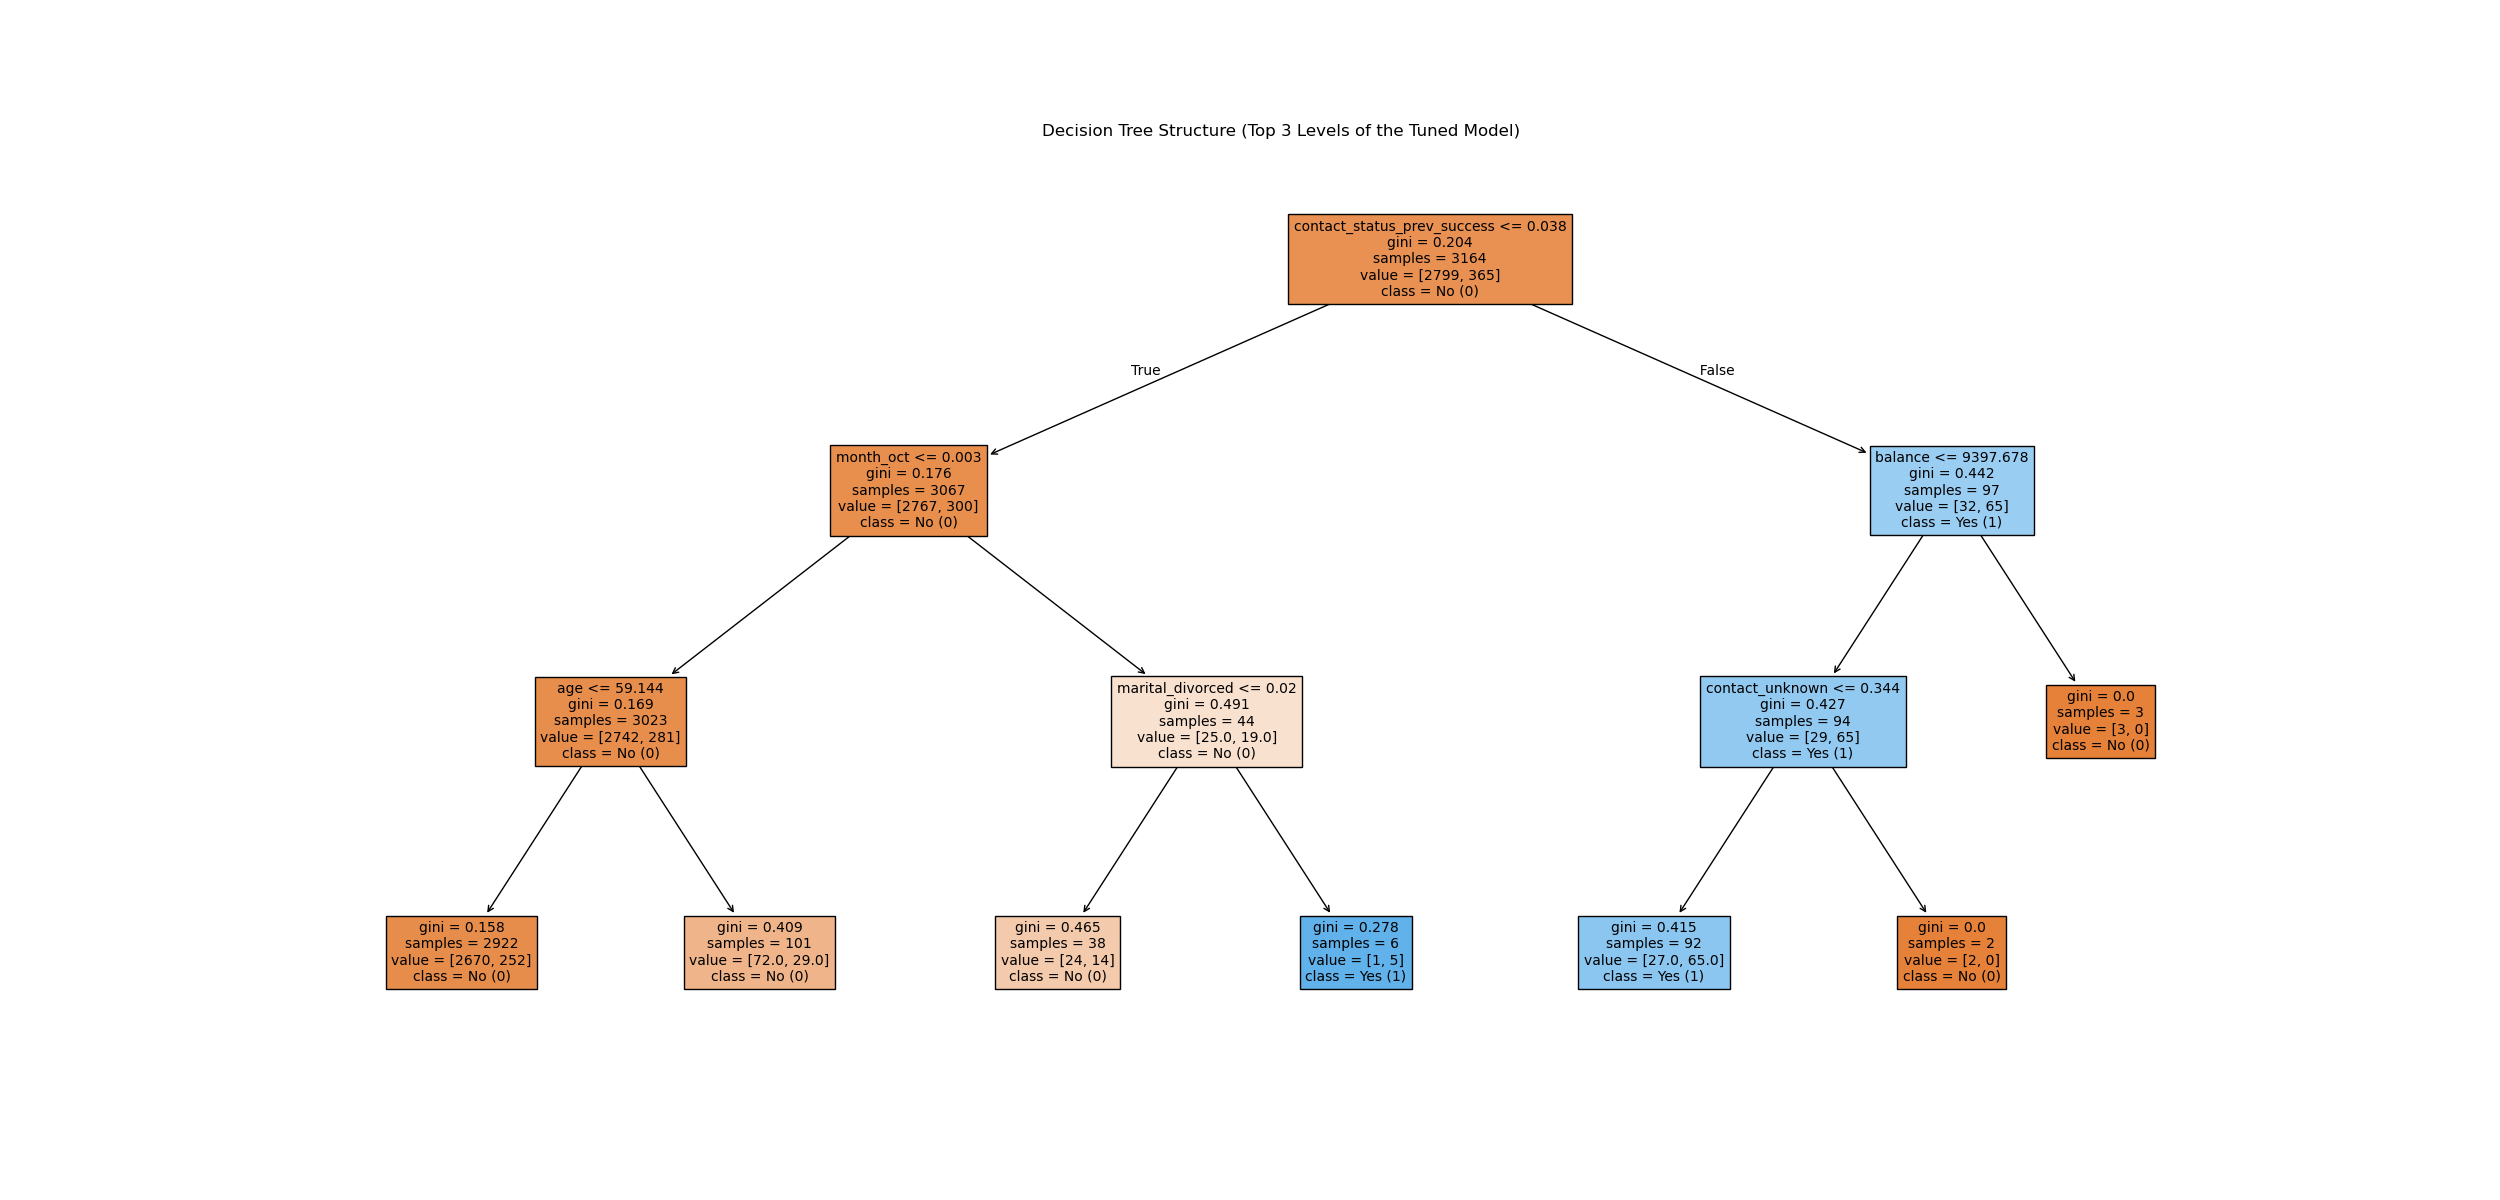 Decision Tree Structure (Top 3 Levels of the Tuned Model)
contact_status_prev_success <= 0.038
gini = 0.204
samples = 3164
value = [2799, 365]
class = No (0)
True
False
month_oct <= 0.003
gini = 0.176
samples = 3067
value = [2767, 300]
class = No (0)
balance <= 9397.678
gini = 0.442
samples = 97
value = [32, 65]
class = Yes (1)
age <= 59.144
gini = 0.169
samples = 3023
value = [2742, 281]
class = No (0)
marital_divorced <= 0.02
gini = 0.491
samples = 44
value = [25.0, 19.0]
class = No (0)
contact_unknown <= 0.344
gini = 0.427
samples = 94
value = [29, 65]
class = Yes (1)
gini = 0.0
samples = 3
value = [3, 0]
class = No (0)
gini = 0.158
samples = 2922
value = [2670, 252]
class = No (0)
gini = 0.409
samples = 101
value = [72.0, 29.0]
class = No (0)
gini = 0.465
samples = 38
value = [24, 14]
class = No (0)
gini = 0.278
samples = 6
value = [1, 5]
class = Yes (1)
gini = 0.415
samples = 92
value = [27.0, 65.0]
class = Yes (1)
gini = 0.0
samples = 2
value = [2, 0]
class = No (0)